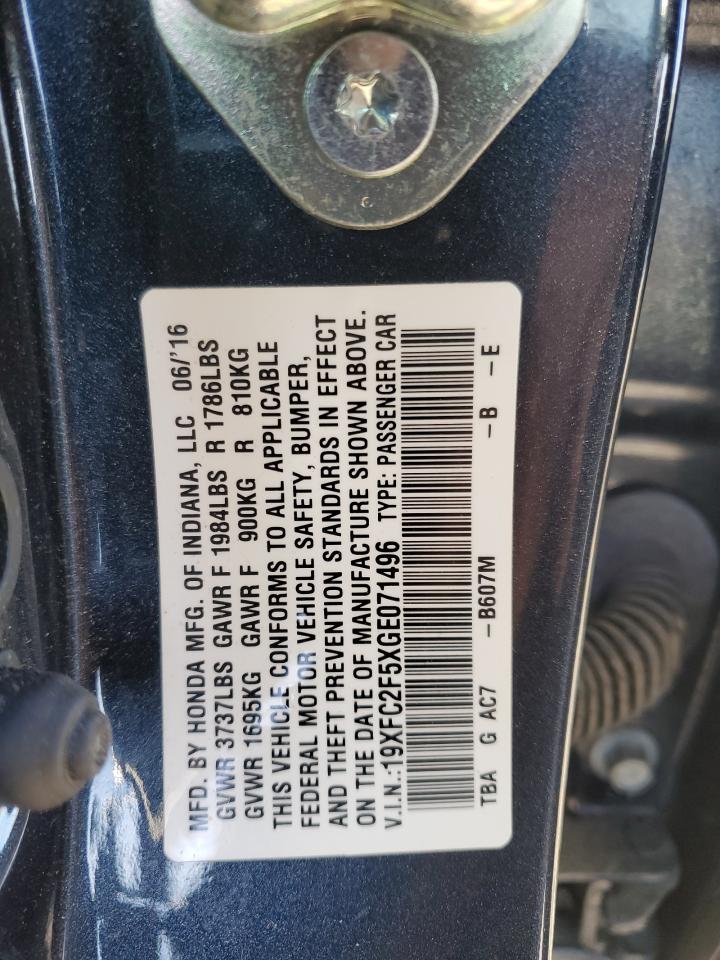 MFD. BY HONDA MFG. OF INDIANA, LLC 06/'16
GVWR 3737LBS GAWR F 1984LBS R 1786LBS
GVWR 1695KG GAWR F 900KG R 810KG
THIS VEHICLE CONFORMS TO ALL APPLICABLE
FEDERAL MOTOR VEHICLE SAFETY, BUMPER,
AND THEFT PREVENTION STANDARDS IN EFFECT
ON THE DATE OF MANUFACTURE SHOWN ABOVE.
V.I.N.:19XFC2F5XGE071496 TYPE: PASSENGER CAR
TBA G AC7 -B607M -B -E